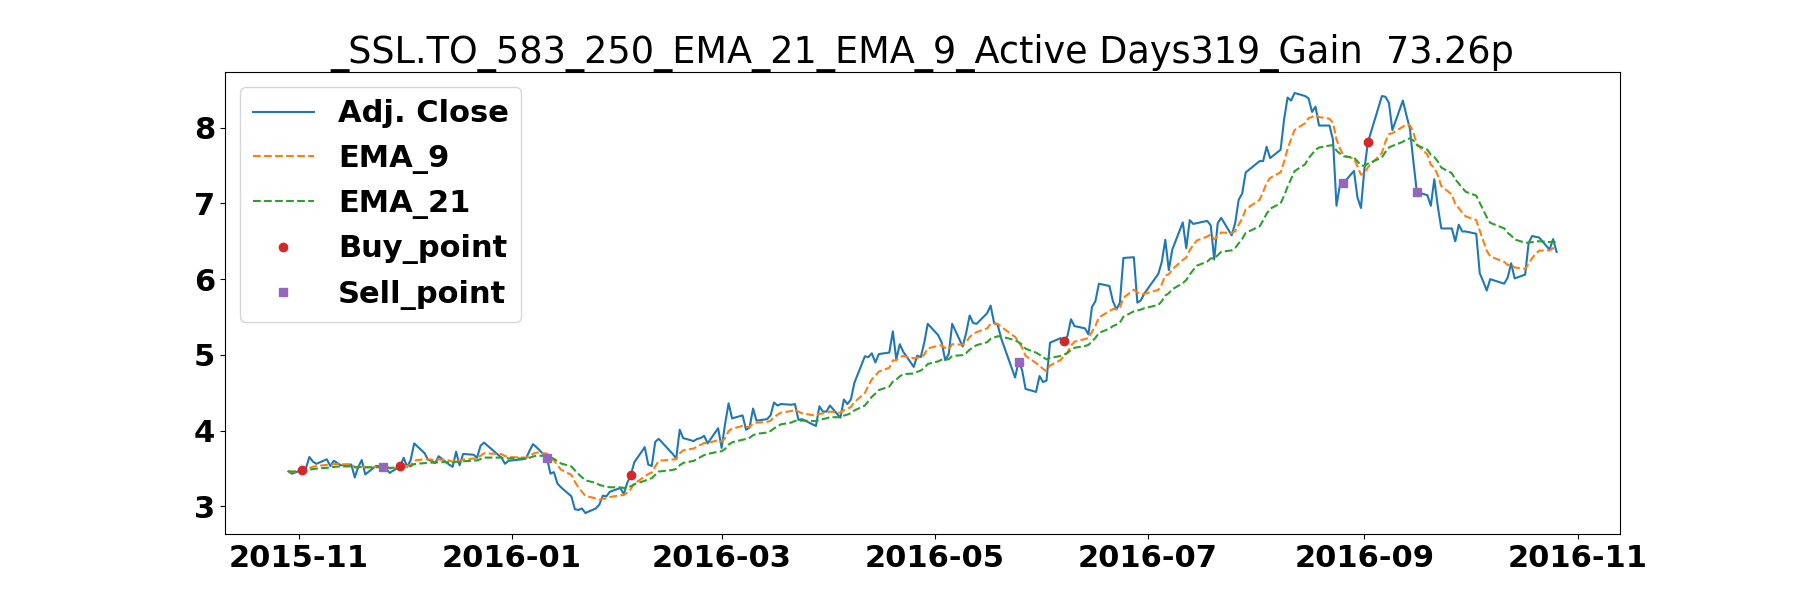 _SSL.TO_583_250_EMA_21_EMA_9_Active Days319_Gain  73.26p
Adj. Close
EMA_9
EMA_21
Buy_point
Sell_point
8
7
6
5
4
3
2015-11 2016-01 2016-03 2016-05 2016-07 2016-09 2016-11